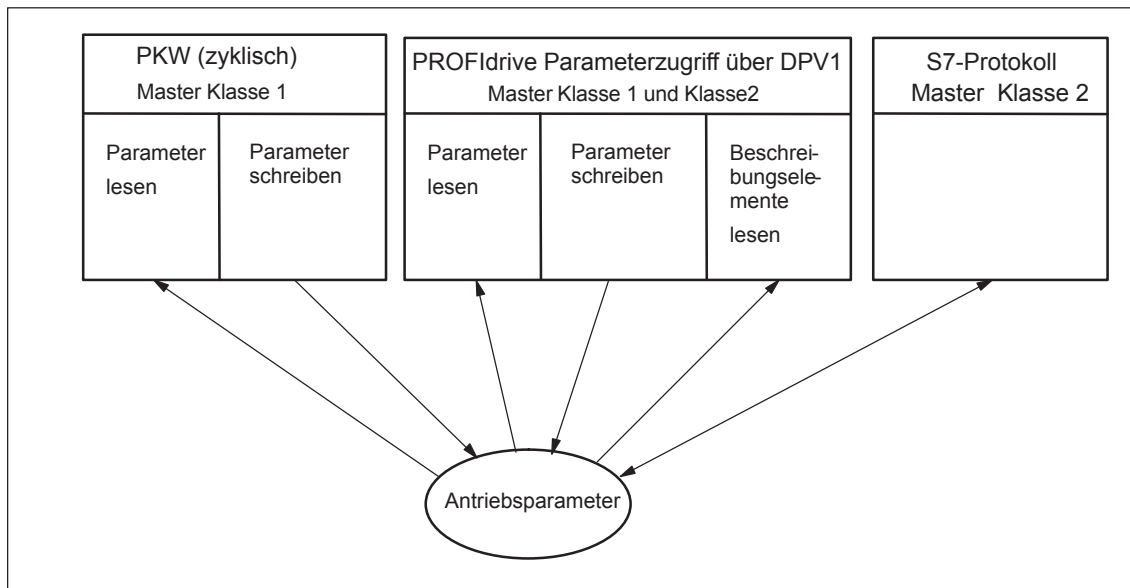 PKW (zyklisch)
Master Klasse 1
Parameter
lesen
Parameter
schreiben
PROFIdrive Parameterzugriff über DPV1
Master Klasse 1 und Klasse2
Parameter
lesen
Parameter
schreiben
Beschrei-
bungsele-
mente
lesen
S7-Protokoll
Master Klasse 2
Antriebsparameter